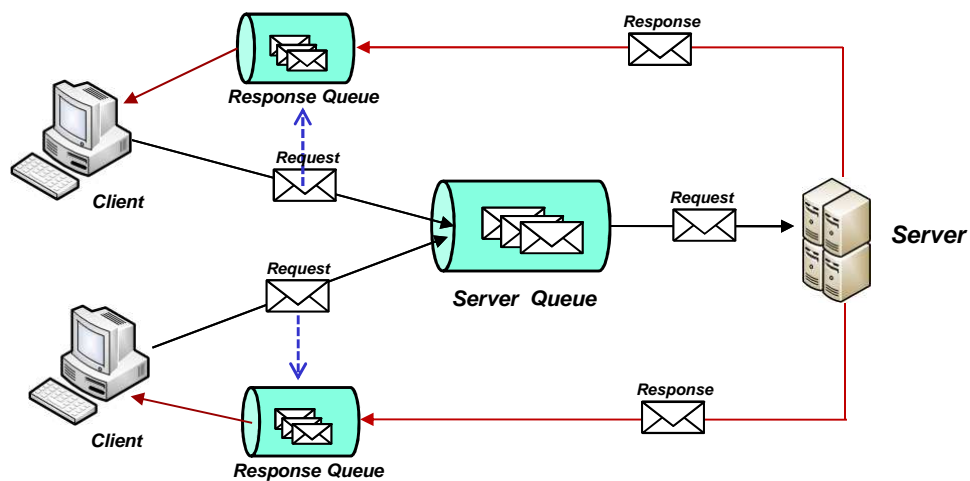 Response
Response Queue
Request
Client
Request
Server
Request
Server Queue
Response
Client
Response Queue